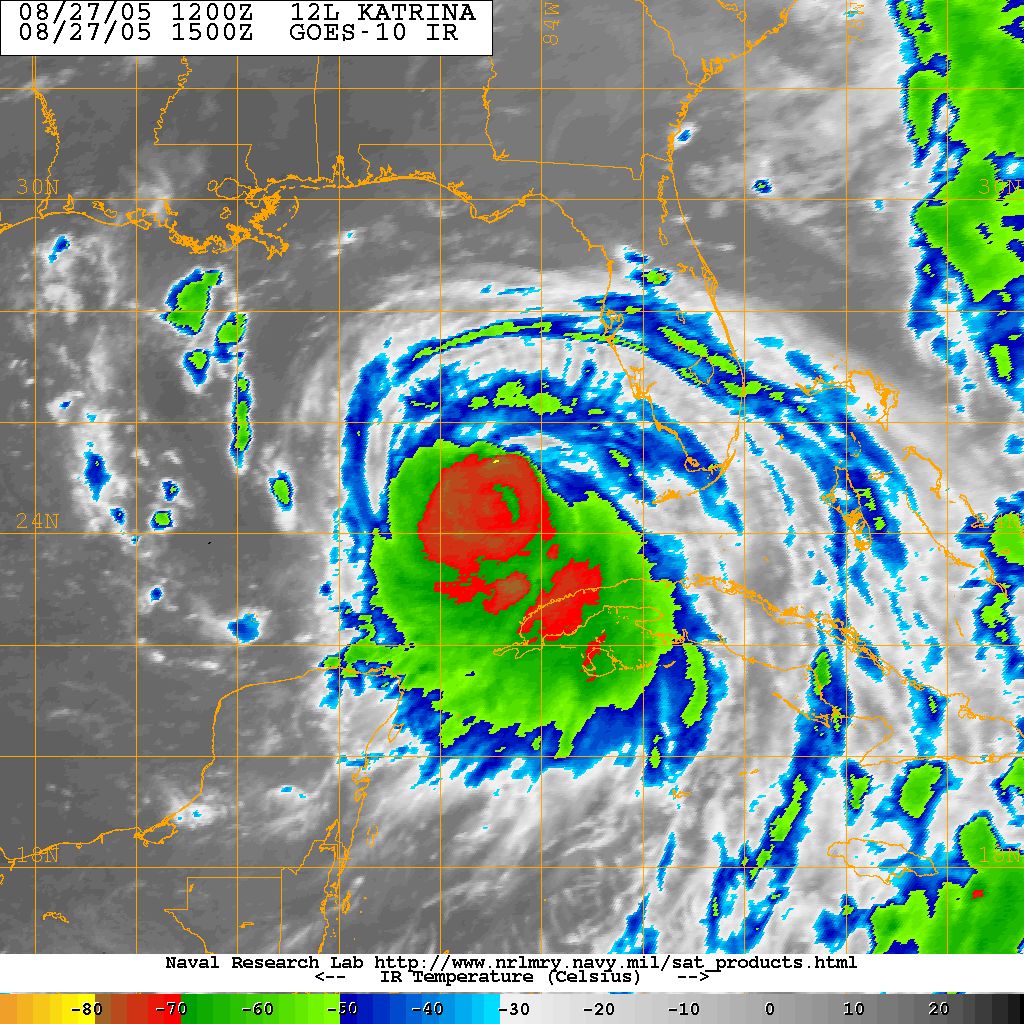 08/27/05 1200Z 12L KATRINA
08/27/05 1500Z GOES-10 IR
84W
30N
24N
18N
18N
Naval Research Lab http://www.nrlmry.navy.mil/sat_products.html
<-- IR Temperature (Celsius) -->
-80 -70 -60 -50 -40 -30 -20 -10 0 10 20